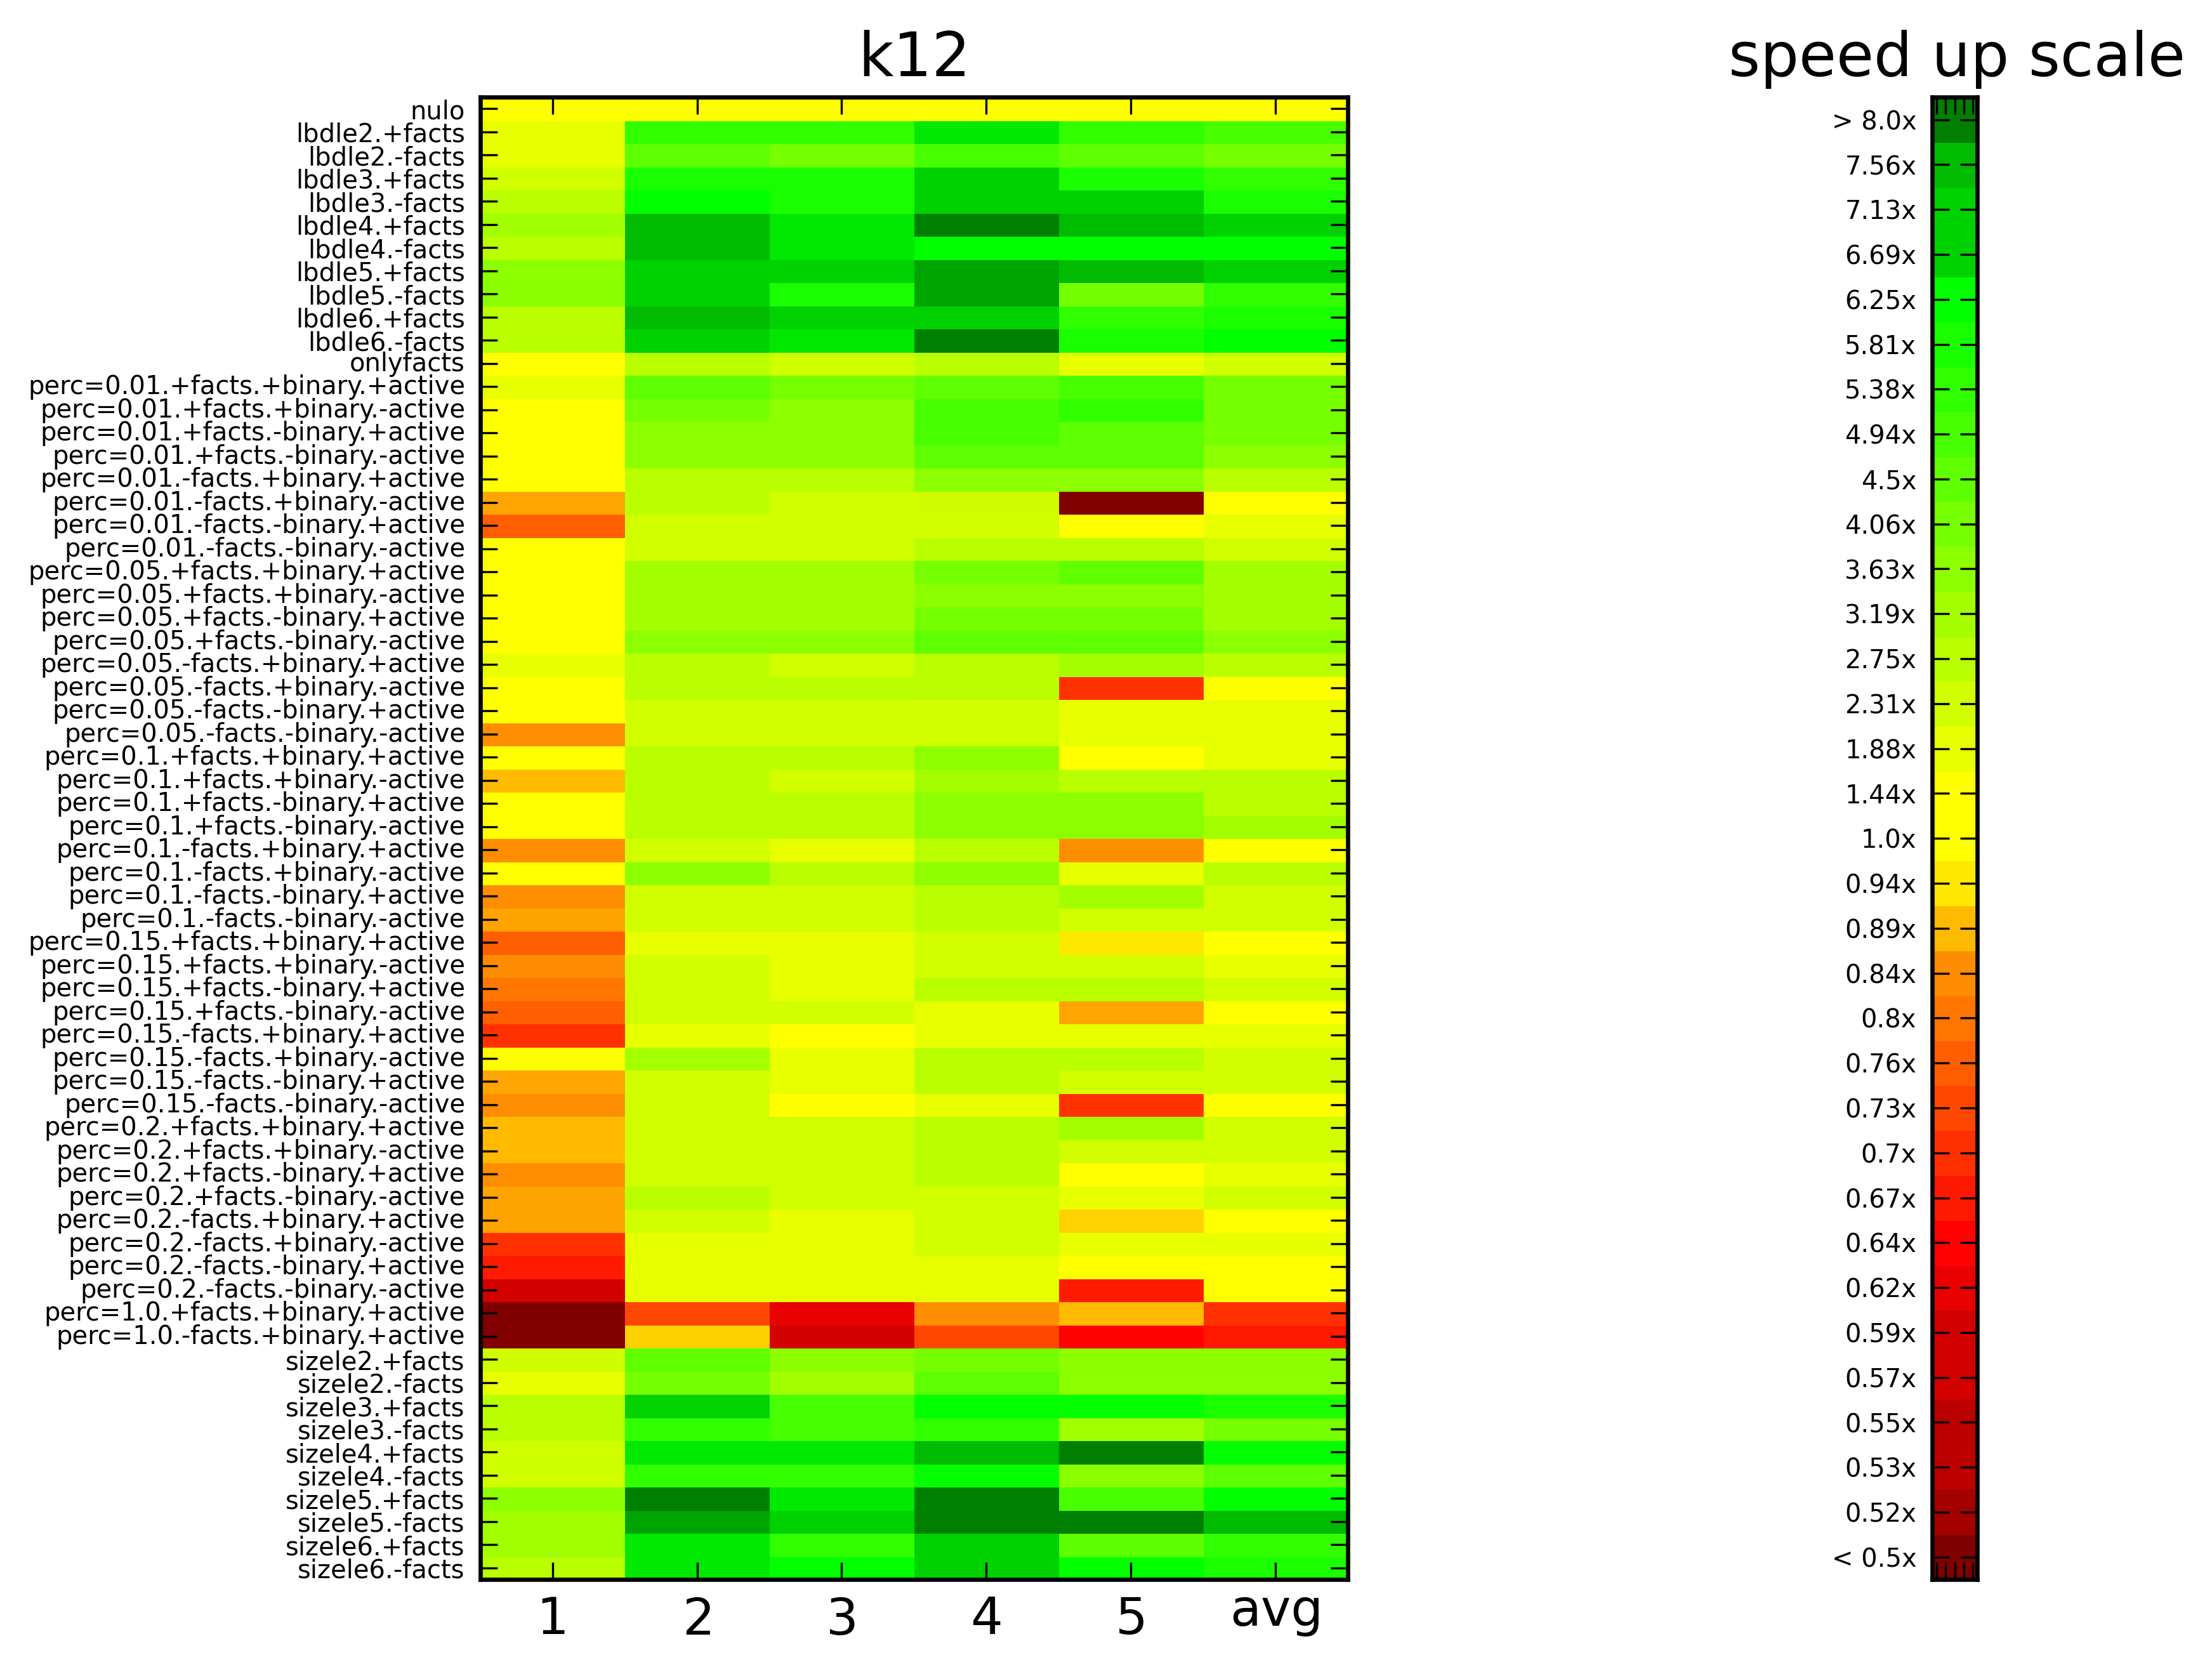 k12
speed up scale
nulo
lbdle2.+facts
lbdle2.-facts
lbdle3.+facts
lbdle3.-facts
lbdle4.+facts
lbdle4.-facts
lbdle5.+facts
lbdle5.-facts
lbdle6.+facts
lbdle6.-facts
onlyfacts
perc=0.01.+facts.+binary.+active
perc=0.01.+facts.+binary.-active
perc=0.01.+facts.-binary.+active
perc=0.01.+facts.-binary.-active
perc=0.01.-facts.+binary.+active
perc=0.01.-facts.+binary.-active
perc=0.01.-facts.-binary.+active
perc=0.01.-facts.-binary.-active
perc=0.05.+facts.+binary.+active
perc=0.05.+facts.+binary.-active
perc=0.05.+facts.-binary.+active
perc=0.05.+facts.-binary.-active
perc=0.05.-facts.+binary.+active
perc=0.05.-facts.+binary.-active
perc=0.05.-facts.-binary.+active
perc=0.05.-facts.-binary.-active
perc=0.1.+facts.+binary.+active
perc=0.1.+facts.+binary.-active
perc=0.1.+facts.-binary.+active
perc=0.1.+facts.-binary.-active
perc=0.1.-facts.+binary.+active
perc=0.1.-facts.+binary.-active
perc=0.1.-facts.-binary.+active
perc=0.1.-facts.-binary.-active
perc=0.15.+facts.+binary.+active
perc=0.15.+facts.+binary.-active
perc=0.15.+facts.-binary.+active
perc=0.15.+facts.-binary.-active
perc=0.15.-facts.+binary.+active
perc=0.15.-facts.+binary.-active
perc=0.15.-facts.-binary.+active
perc=0.15.-facts.-binary.-active
perc=0.2.+facts.+binary.+active
perc=0.2.+facts.+binary.-active
perc=0.2.+facts.-binary.+active
perc=0.2.+facts.-binary.-active
perc=0.2.-facts.+binary.+active
perc=0.2.-facts.+binary.-active
perc=0.2.-facts.-binary.+active
perc=0.2.-facts.-binary.-active
perc=1.0.+facts.+binary.+active
perc=1.0.-facts.+binary.+active
sizele2.+facts
sizele2.-facts
sizele3.+facts
sizele3.-facts
sizele4.+facts
sizele4.-facts
sizele5.+facts
sizele5.-facts
sizele6.+facts
sizele6.-facts
1 2 3 4 5 avg
> 8.0x
7.56x
7.13x
6.69x
6.25x
5.81x
5.38x
4.94x
4.5x
4.06x
3.63x
3.19x
2.75x
2.31x
1.88x
1.44x
1.0x
0.94x
0.89x
0.84x
0.8x
0.76x
0.73x
0.7x
0.67x
0.64x
0.62x
0.59x
0.57x
0.55x
0.53x
0.52x
< 0.5x